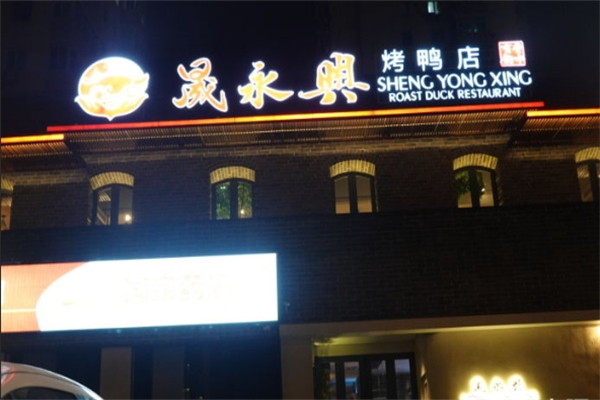 晟永興
烤鸭店
SHENG YONG XING
ROAST DUCK RESTAURANT